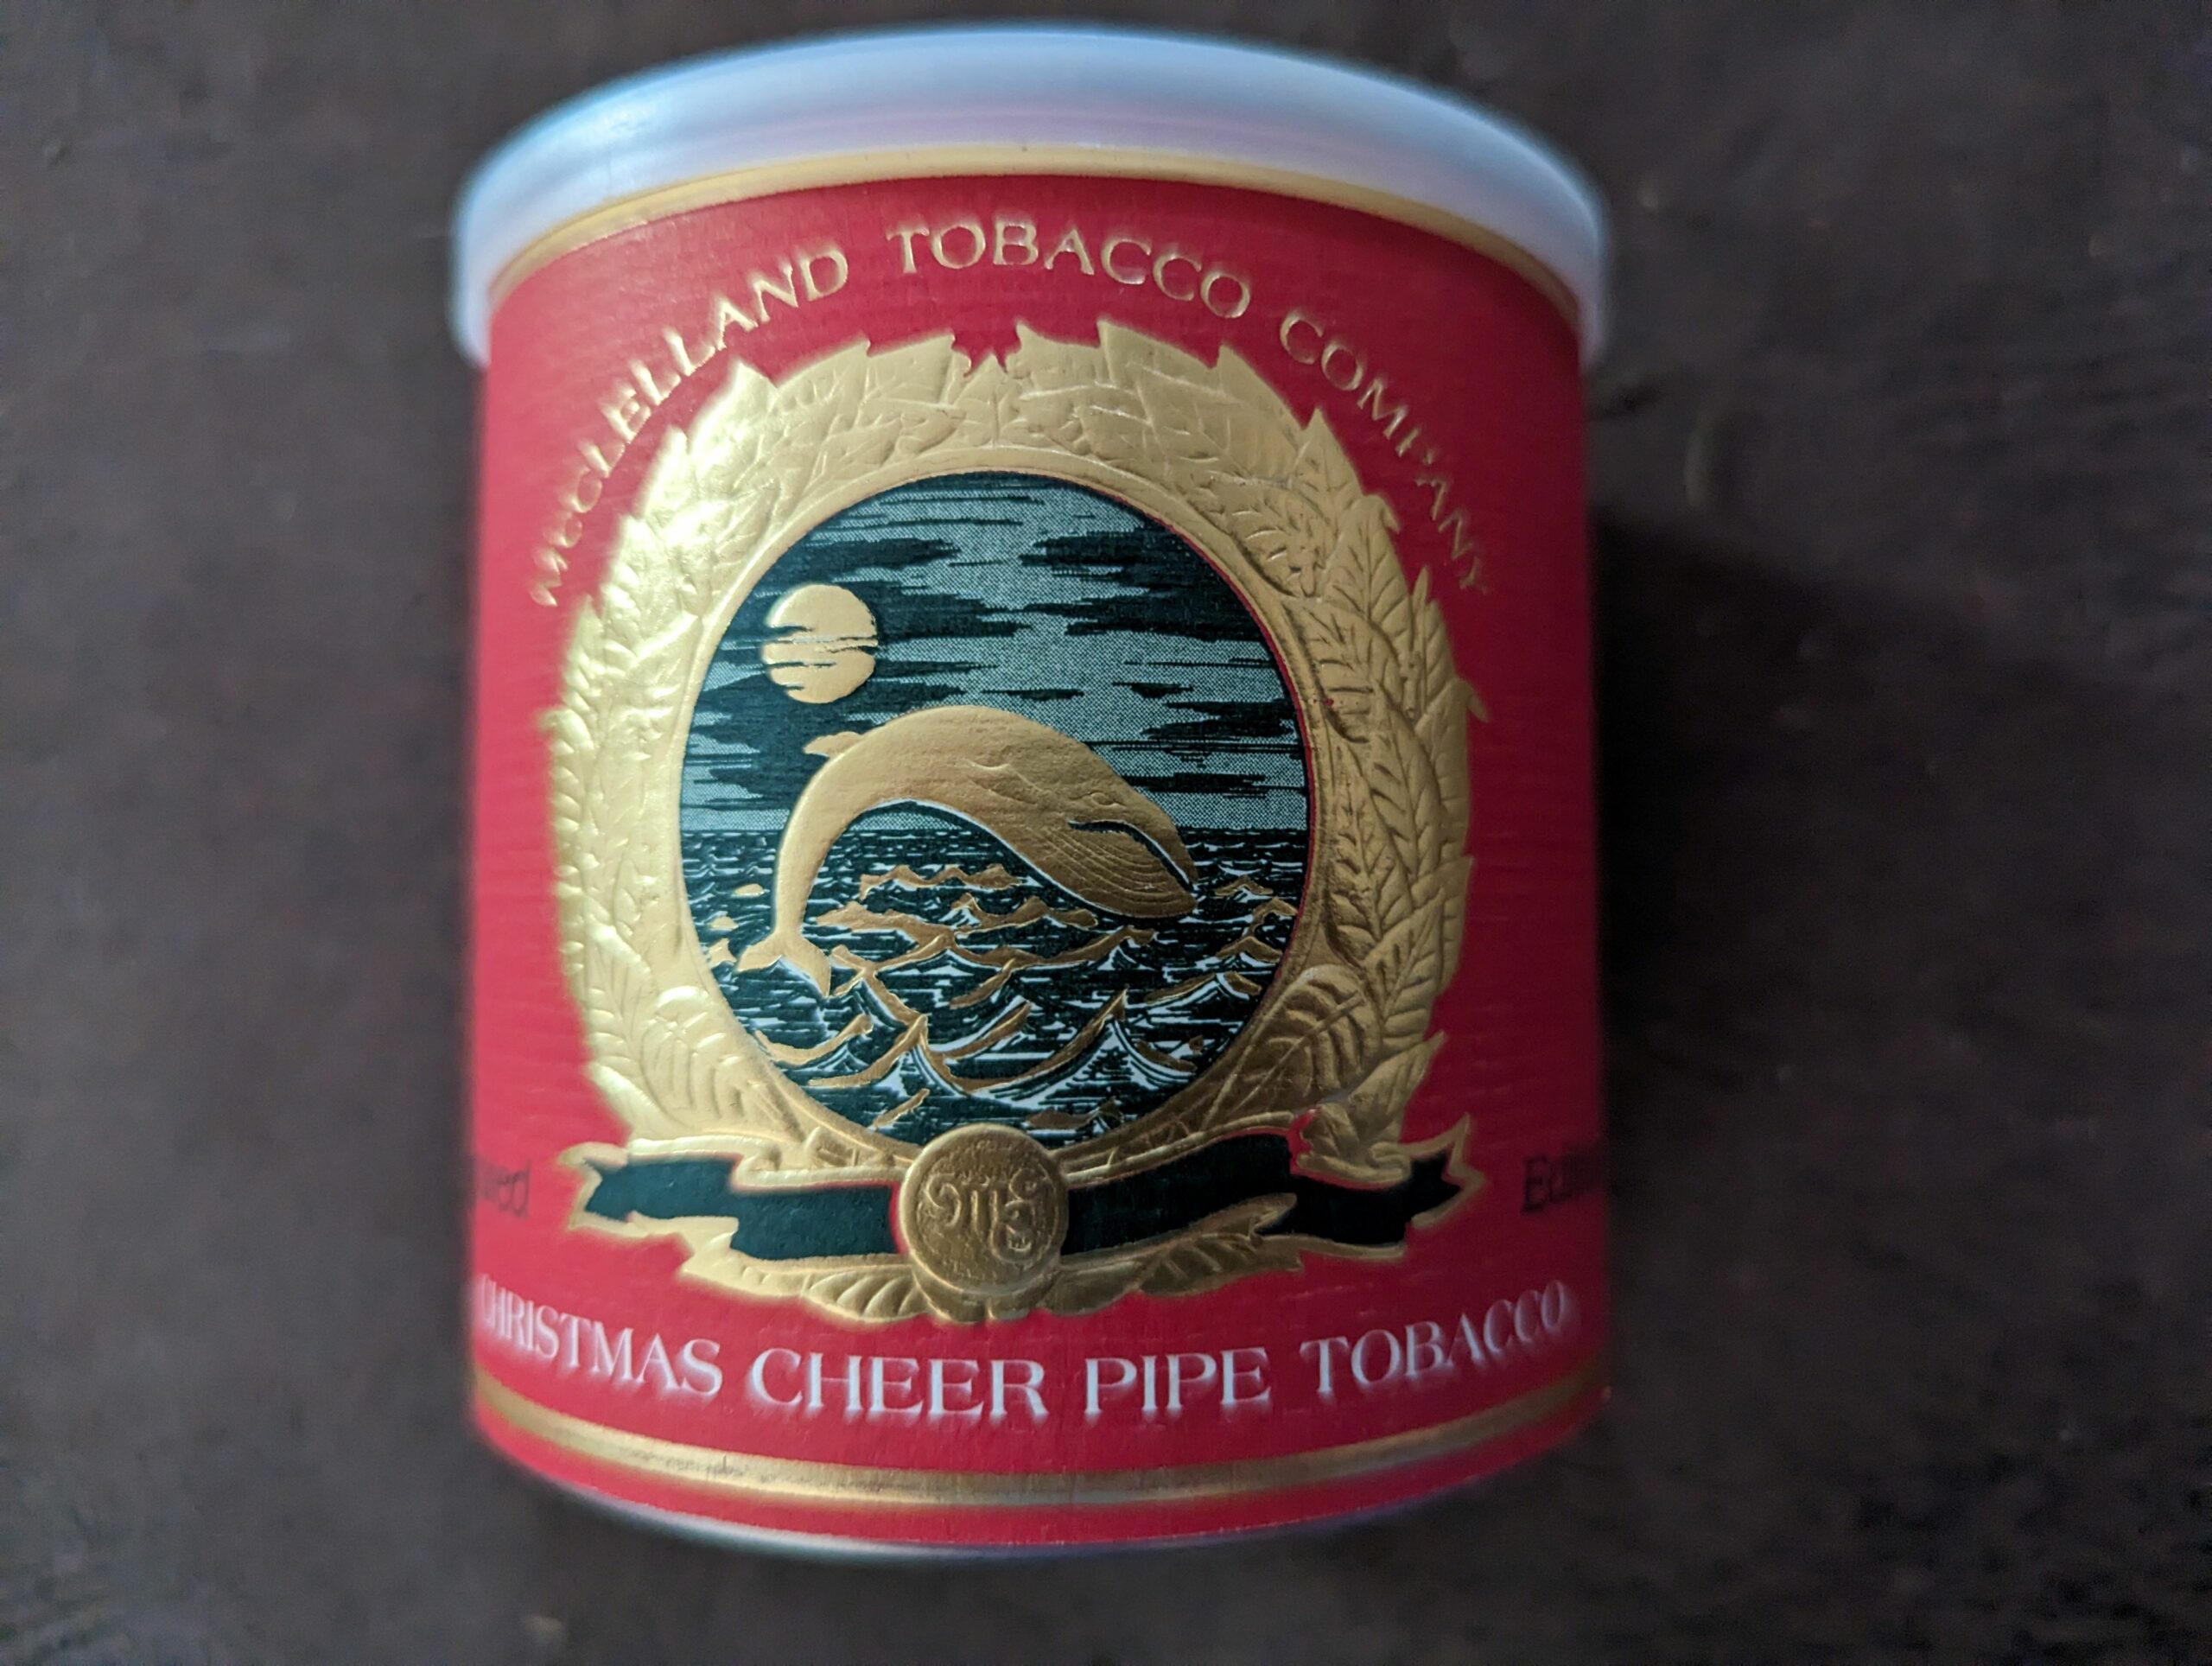 McCLELLAND TOBACCO COMPANY
CHRISTMAS CHEER PIPE TOBACCO